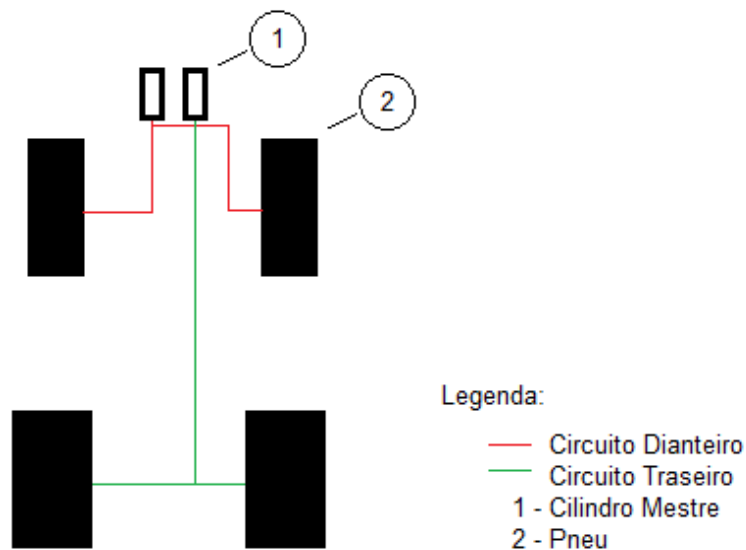 1
2
Legenda:
Circuito Dianteiro
Circuito Traseiro
1 - Cilindro Mestre
2 - Pneu